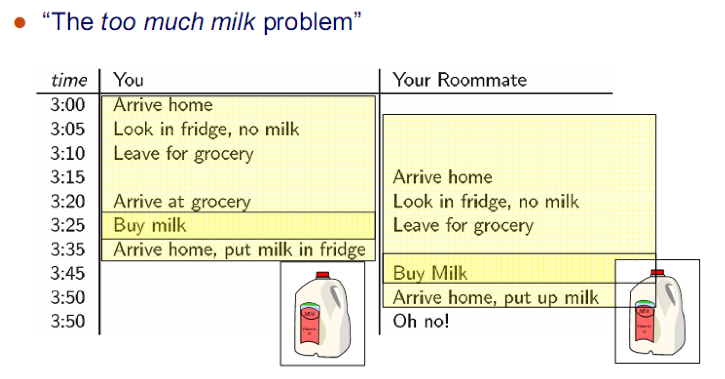 “The too much milk problem”
time You Your Roommate
3:00 Arrive home
3:05 Look in fridge, no milk
3:10 Leave for grocery
3:15 Arrive home
3:20 Arrive at grocery Look in fridge, no milk
3:25 Buy milk Leave for grocery
3:35 Arrive home, put milk in fridge
3:45 Buy Milk
3:50 Arrive home, put up milk
3:50 Oh no!